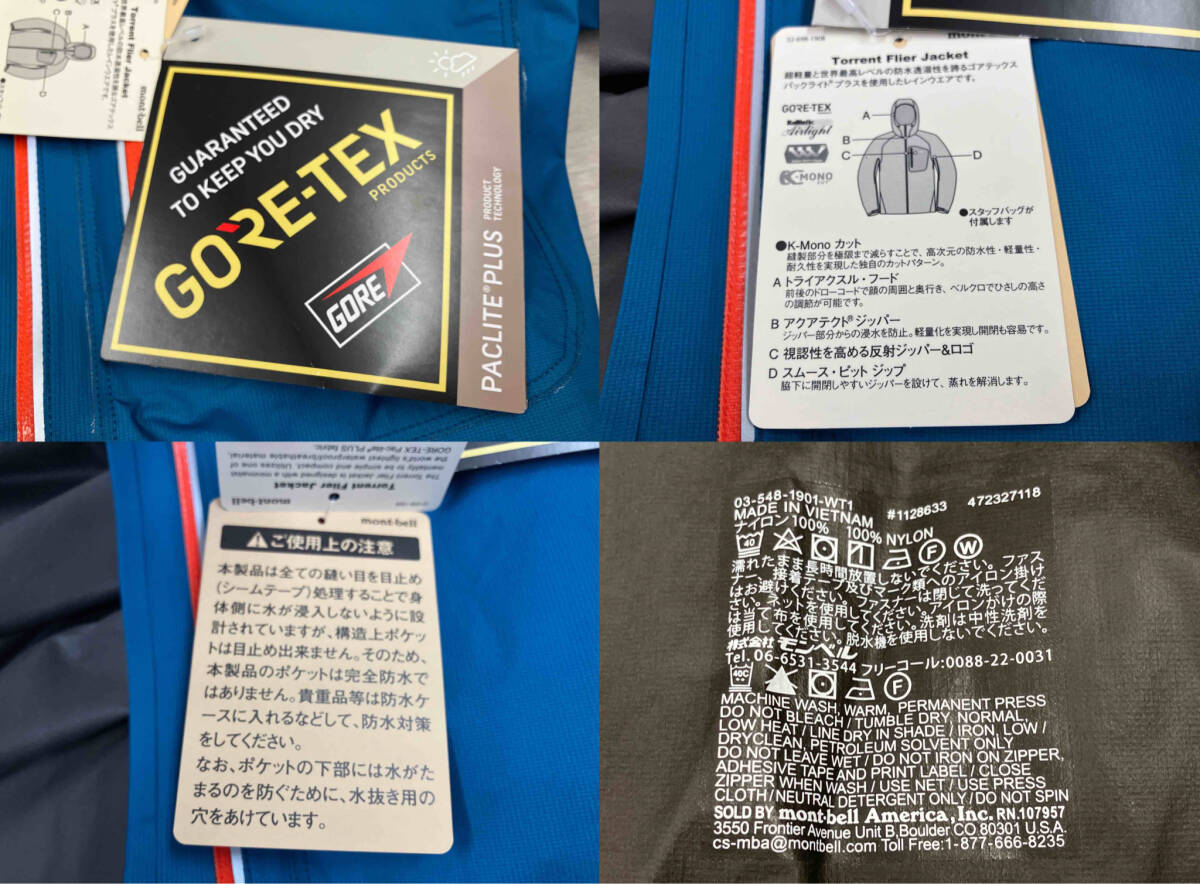 Torrent Flier Jacket
mont-bell
GUARANTEED
TO KEEP YOU DRY
GORE-TEX
PRODUCTS
GORE
PACLITE® PLUS
PRODUCT
TECHNOLOGY
mont-bell
Torrent Flier Jacket
超軽量と世界最高レベルの防水透湿性を誇るゴアテックス
パックライト®プラスを使用したレインウエアです。
GORE-TEX
Ballistic
Airlight
K-MONO
CUT
A
B
C
D
●スタッフバッグが
付属します
●K-Mono カット
縫製部分を極限まで減らすことで、高次元の防水性・軽量性・
耐久性を実現した独自のカットパターン。
A トライアクスル・フード
前後のドローコードで顔の周囲と奥行き、ベルクロでひさしの高さ
の調節が可能です。
B アクアテクト®ジッパー
ジッパー部分からの浸水を防止。軽量化を実現し開閉も容易です。
C 視認性を高める反射ジッパー&ロゴ
D スムース・ピット ジップ
脇下に開閉しやすいジッパーを設けて、蒸れを解消します。
GORE-TEX Pac-lite® PLUS fabric.
the world's lightest waterproof/breathable material,
mentality to be simple and compact. Utilizes one of
The Torrent Flier Jacket is designed with a minimalist
Torrent Flier Jacket
mont-bell
mont-bell
ご使用上の注意
本製品は全ての縫い目を目止め
(シームテープ)処理することで身
体側に水が浸入しないように設
計されていますが、構造上ポケッ
トは目止め出来ません。そのため、
本製品のポケットは完全防水で
はありません。貴重品等は防水ケ
ースに入れるなどして、防水対策
をしてください。
なお、ポケットの下部には水がた
まるのを防ぐために、水抜き用の
穴をあけています。
03-548-1901-WT1
MADE IN VIETNAM #1128633 472327118
ナイロン100% 100% NYLON
40 F W
濡れたまま長時間放置しないでください。ファス
ナー、接着テープ及びマーク類へのアイロン掛け
はお避けください。ファスナーは閉じて洗ってくだ
さい。ネットを使用してください。アイロンがけの際
は当て布を使用してください。洗剤は中性洗剤を
使用してください。脱水機を使用しないでください。
株式会社モンベル
Tel. 06-6531-3544 フリーコール:0088-22-0031
40C F
MACHINE WASH, WARM, PERMANENT PRESS
DO NOT BLEACH / TUMBLE DRY, NORMAL,
LOW HEAT / LINE DRY IN SHADE / IRON, LOW /
DRYCLEAN, PETROLEUM SOLVENT ONLY
DO NOT LEAVE WET / DO NOT IRON ON ZIPPER,
ADHESIVE TAPE AND PRINT LABEL / CLOSE
ZIPPER WHEN WASH / USE NET / USE PRESS
CLOTH / NEUTRAL DETERGENT ONLY / DO NOT SPIN
SOLD BY mont-bell America, Inc. RN.107957
3550 Frontier Avenue Unit B,Boulder CO 80301 U.S.A.
cs-mba@montbell.com Toll Free:1-877-666-8235